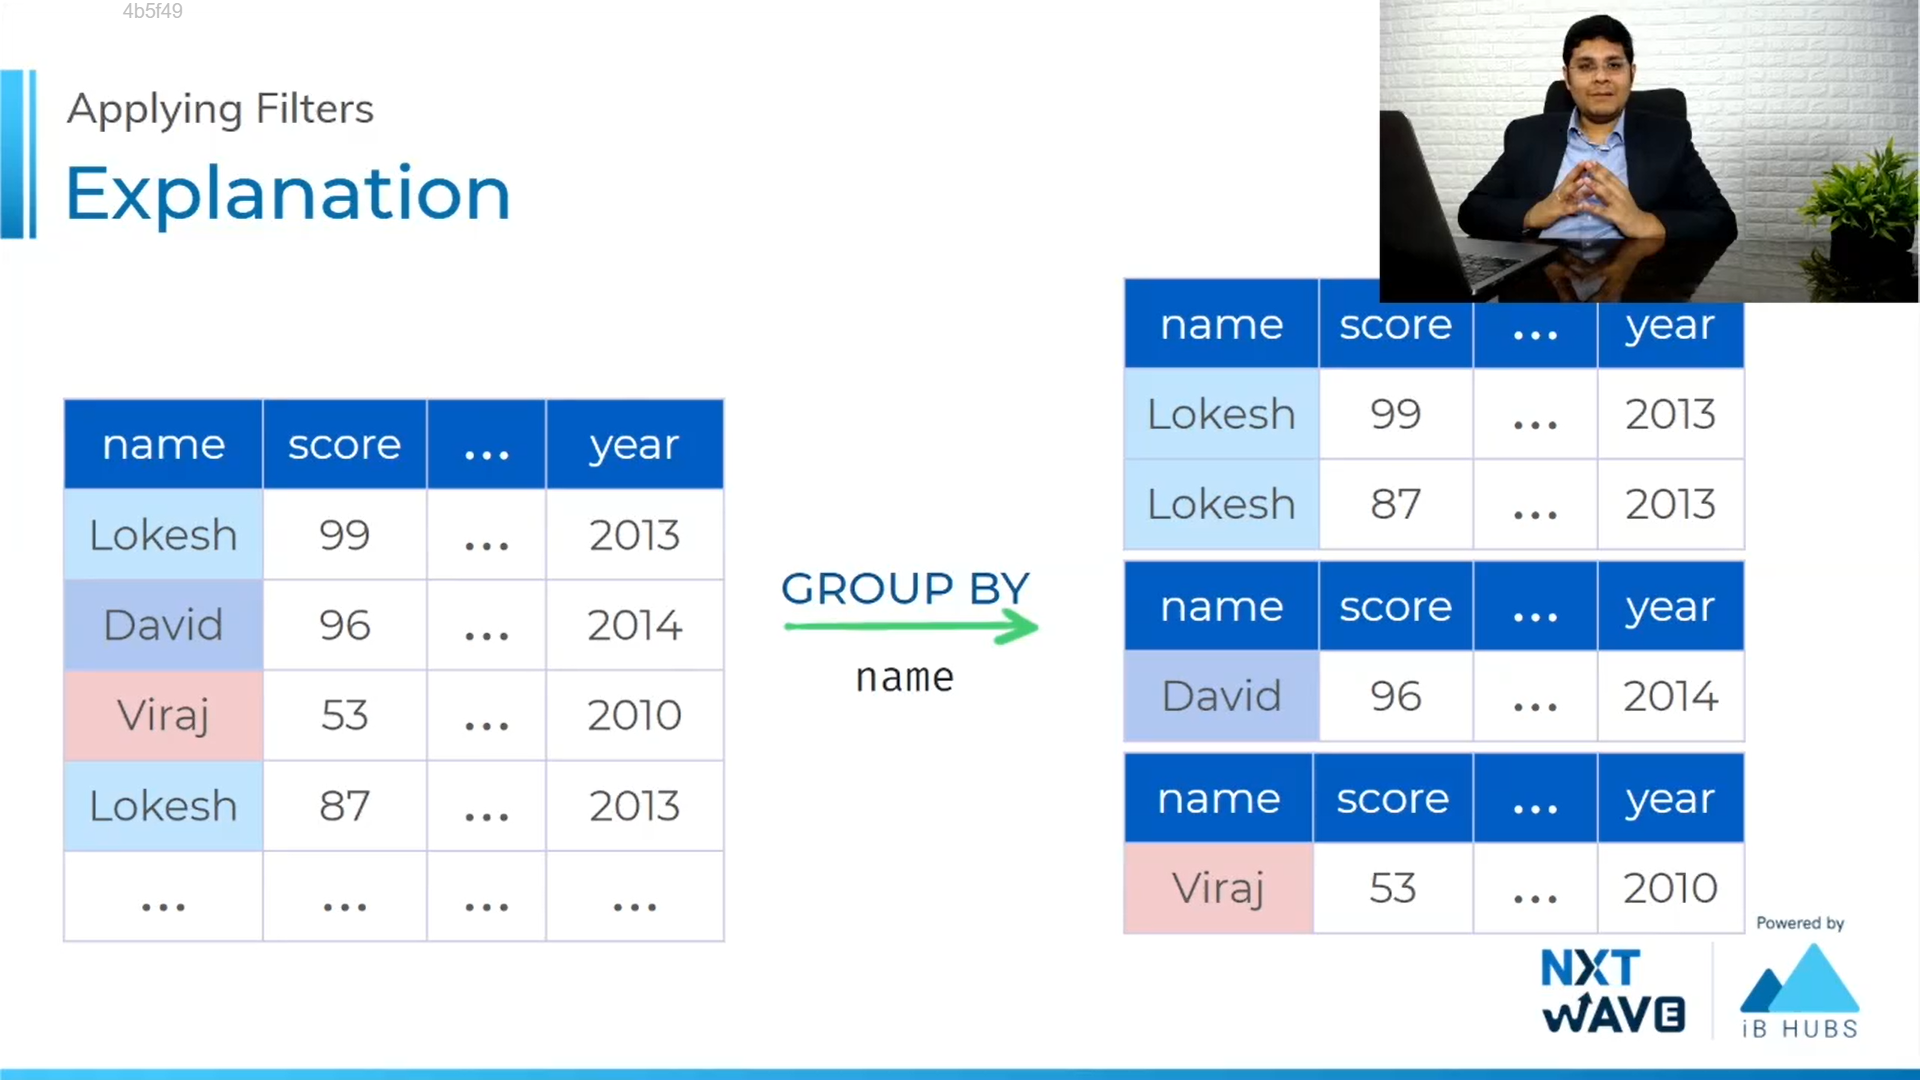 4b5f49
Applying Filters
Explanation
name score ... year
Lokesh 99 ... 2013
David 96 ... 2014
Viraj 53 ... 2010
Lokesh 87 ... 2013
... ... ... ...
GROUP BY
name
name score ... year
Lokesh 99 ... 2013
Lokesh 87 ... 2013
name score ... year
David 96 ... 2014
name score ... year
Viraj 53 ... 2010
Powered by
NXT
WAVE
iB HUBS